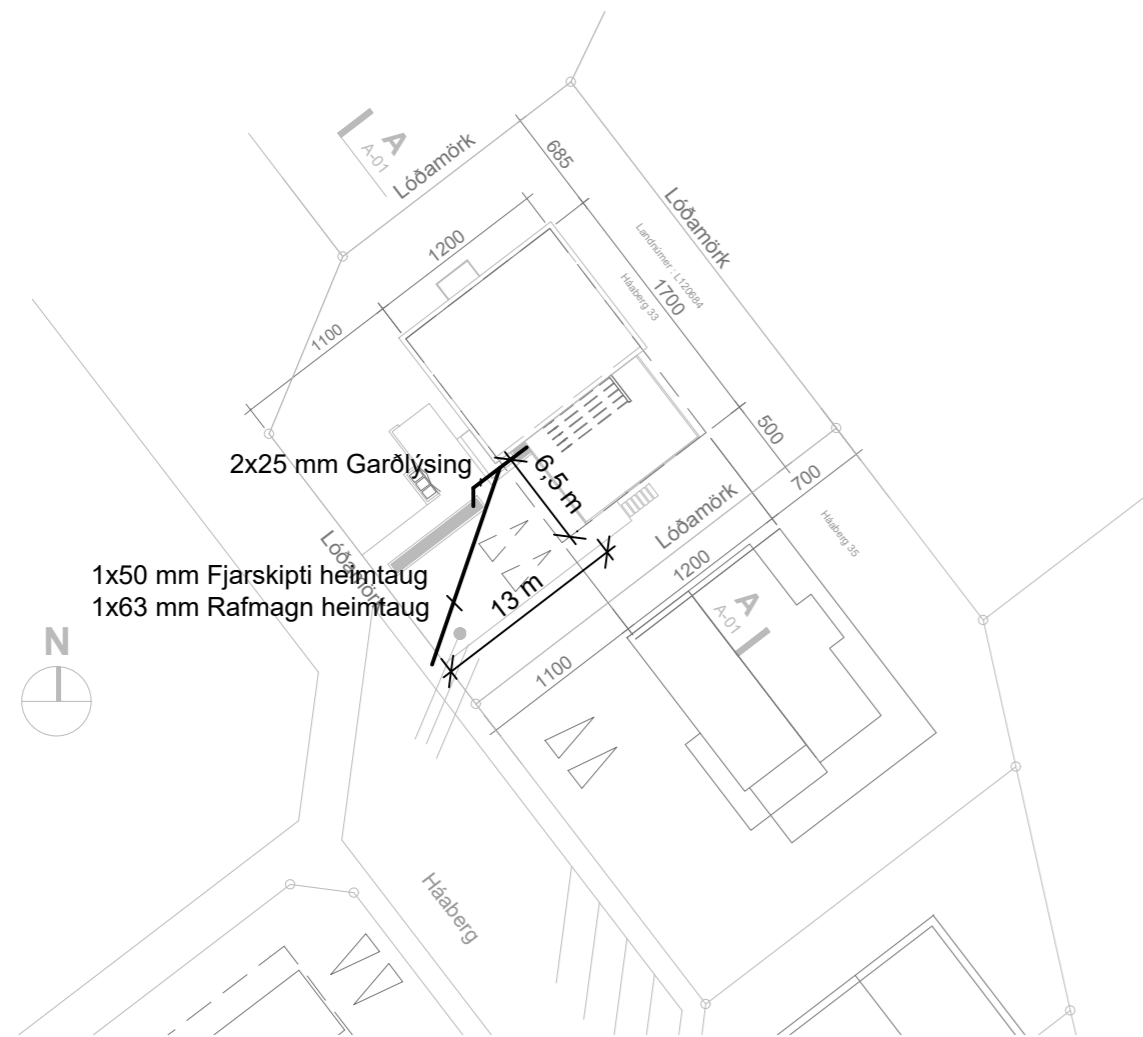 A
A-01
Lóðamörk
685
Lóðamörk
1200
Landnúmer : L120684
1700
Háaberg 33
1100
500
2x25 mm Garðlýsing
6,5 m
700
Lóðamörk
Háaberg 35
Lóðamörk
1200
1x50 mm Fjarskipti heimtaug
1x63 mm Rafmagn heimtaug
13 m
A
A-01
N
1100
Háaberg